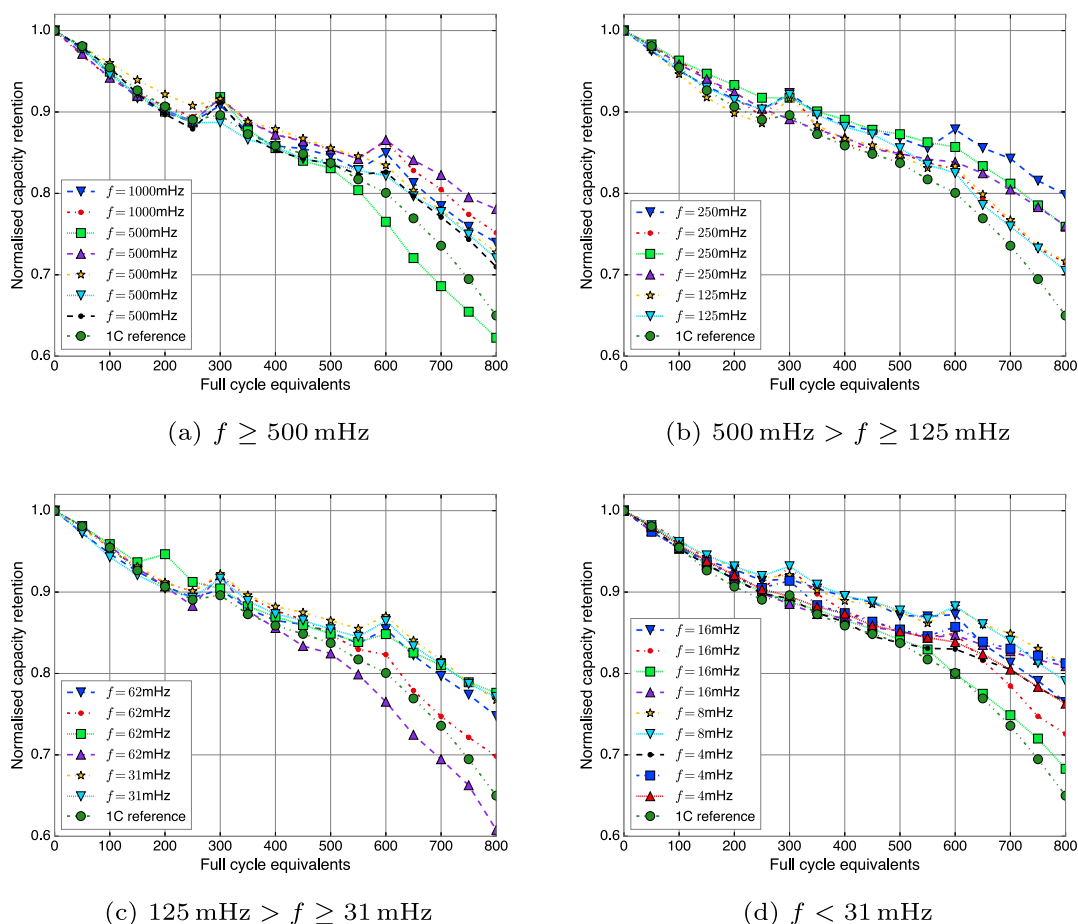 Normalised capacity retention
1.0
0.9
0.8
0.7
0.6
f = 1000mHz
f = 1000mHz
f = 500mHz
f = 500mHz
f = 500mHz
f = 500mHz
f = 500mHz
1C reference
0 100 200 300 400 500 600 700 800
Full cycle equivalents
(a) f ≥ 500 mHz
Normalised capacity retention
1.0
0.9
0.8
0.7
0.6
f = 250mHz
f = 250mHz
f = 250mHz
f = 250mHz
f = 125mHz
f = 125mHz
1C reference
0 100 200 300 400 500 600 700 800
Full cycle equivalents
(b) 500 mHz > f ≥ 125 mHz
Normalised capacity retention
1.0
0.9
0.8
0.7
0.6
f = 62mHz
f = 62mHz
f = 62mHz
f = 62mHz
f = 31mHz
f = 31mHz
1C reference
0 100 200 300 400 500 600 700 800
Full cycle equivalents
(c) 125 mHz > f ≥ 31 mHz
Normalised capacity retention
1.0
0.9
0.8
0.7
0.6
f = 16mHz
f = 16mHz
f = 16mHz
f = 16mHz
f = 8mHz
f = 8mHz
f = 4mHz
f = 4mHz
f = 4mHz
1C reference
0 100 200 300 400 500 600 700 800
Full cycle equivalents
(d) f < 31 mHz